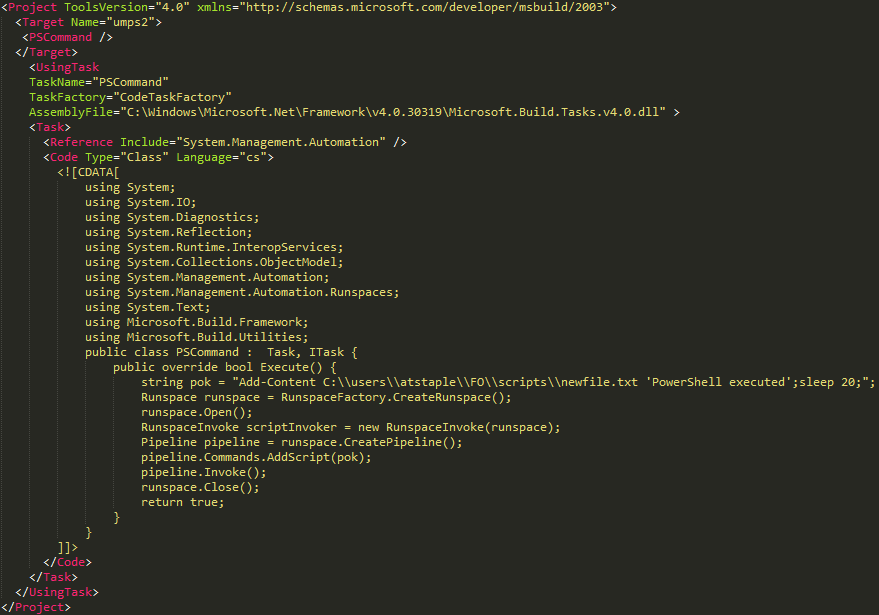 <Project ToolsVersion="4.0" xmlns="http://schemas.microsoft.com/developer/msbuild/2003">
  <Target Name="umps2">
   <PSCommand />
  </Target>
    <UsingTask
    TaskName="PSCommand"
    TaskFactory="CodeTaskFactory"
    AssemblyFile="C:\Windows\Microsoft.Net\Framework\v4.0.30319\Microsoft.Build.Tasks.v4.0.dll" >
    <Task>
      <Reference Include="System.Management.Automation" />
      <Code Type="Class" Language="cs">
        <![CDATA[
            using System;
            using System.IO;
            using System.Diagnostics;
            using System.Reflection;
            using System.Runtime.InteropServices;
            using System.Collections.ObjectModel;
            using System.Management.Automation;
            using System.Management.Automation.Runspaces;
            using System.Text;
            using Microsoft.Build.Framework;
            using Microsoft.Build.Utilities;
            public class PSCommand :  Task, ITask {
                public override bool Execute() {
                    string pok = "Add-Content C:\\users\\atstaple\\FO\\scripts\\newfile.txt 'PowerShell executed';sleep 20;";
                    Runspace runspace = RunspaceFactory.CreateRunspace();
                    runspace.Open();
                    RunspaceInvoke scriptInvoker = new RunspaceInvoke(runspace);
                    Pipeline pipeline = runspace.CreatePipeline();
                    pipeline.Commands.AddScript(pok);
                    pipeline.Invoke();
                    runspace.Close();
                    return true;
                }
            }
        ]]>
      </Code>
    </Task>
  </UsingTask>
</Project>